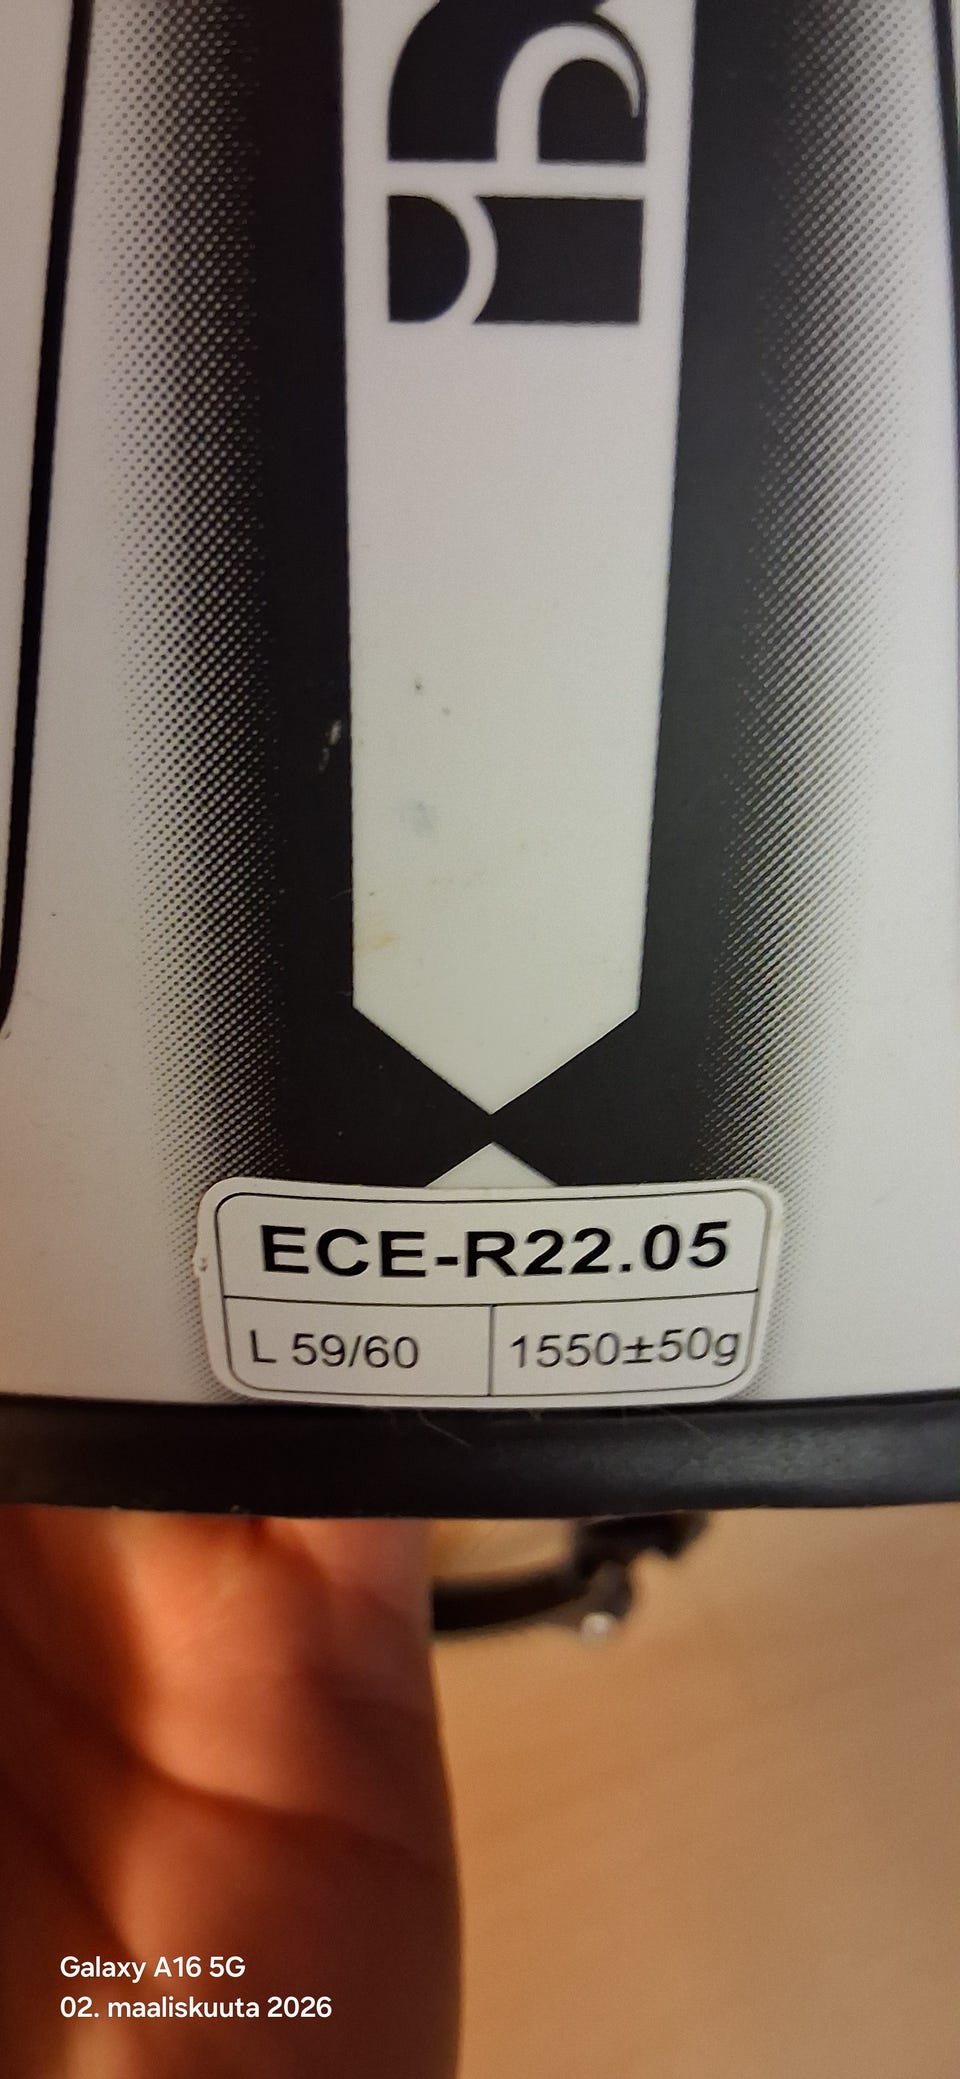 ECE-R22.05
L 59/60 1550±50g
Galaxy A16 5G
02. maaliskuuta 2026